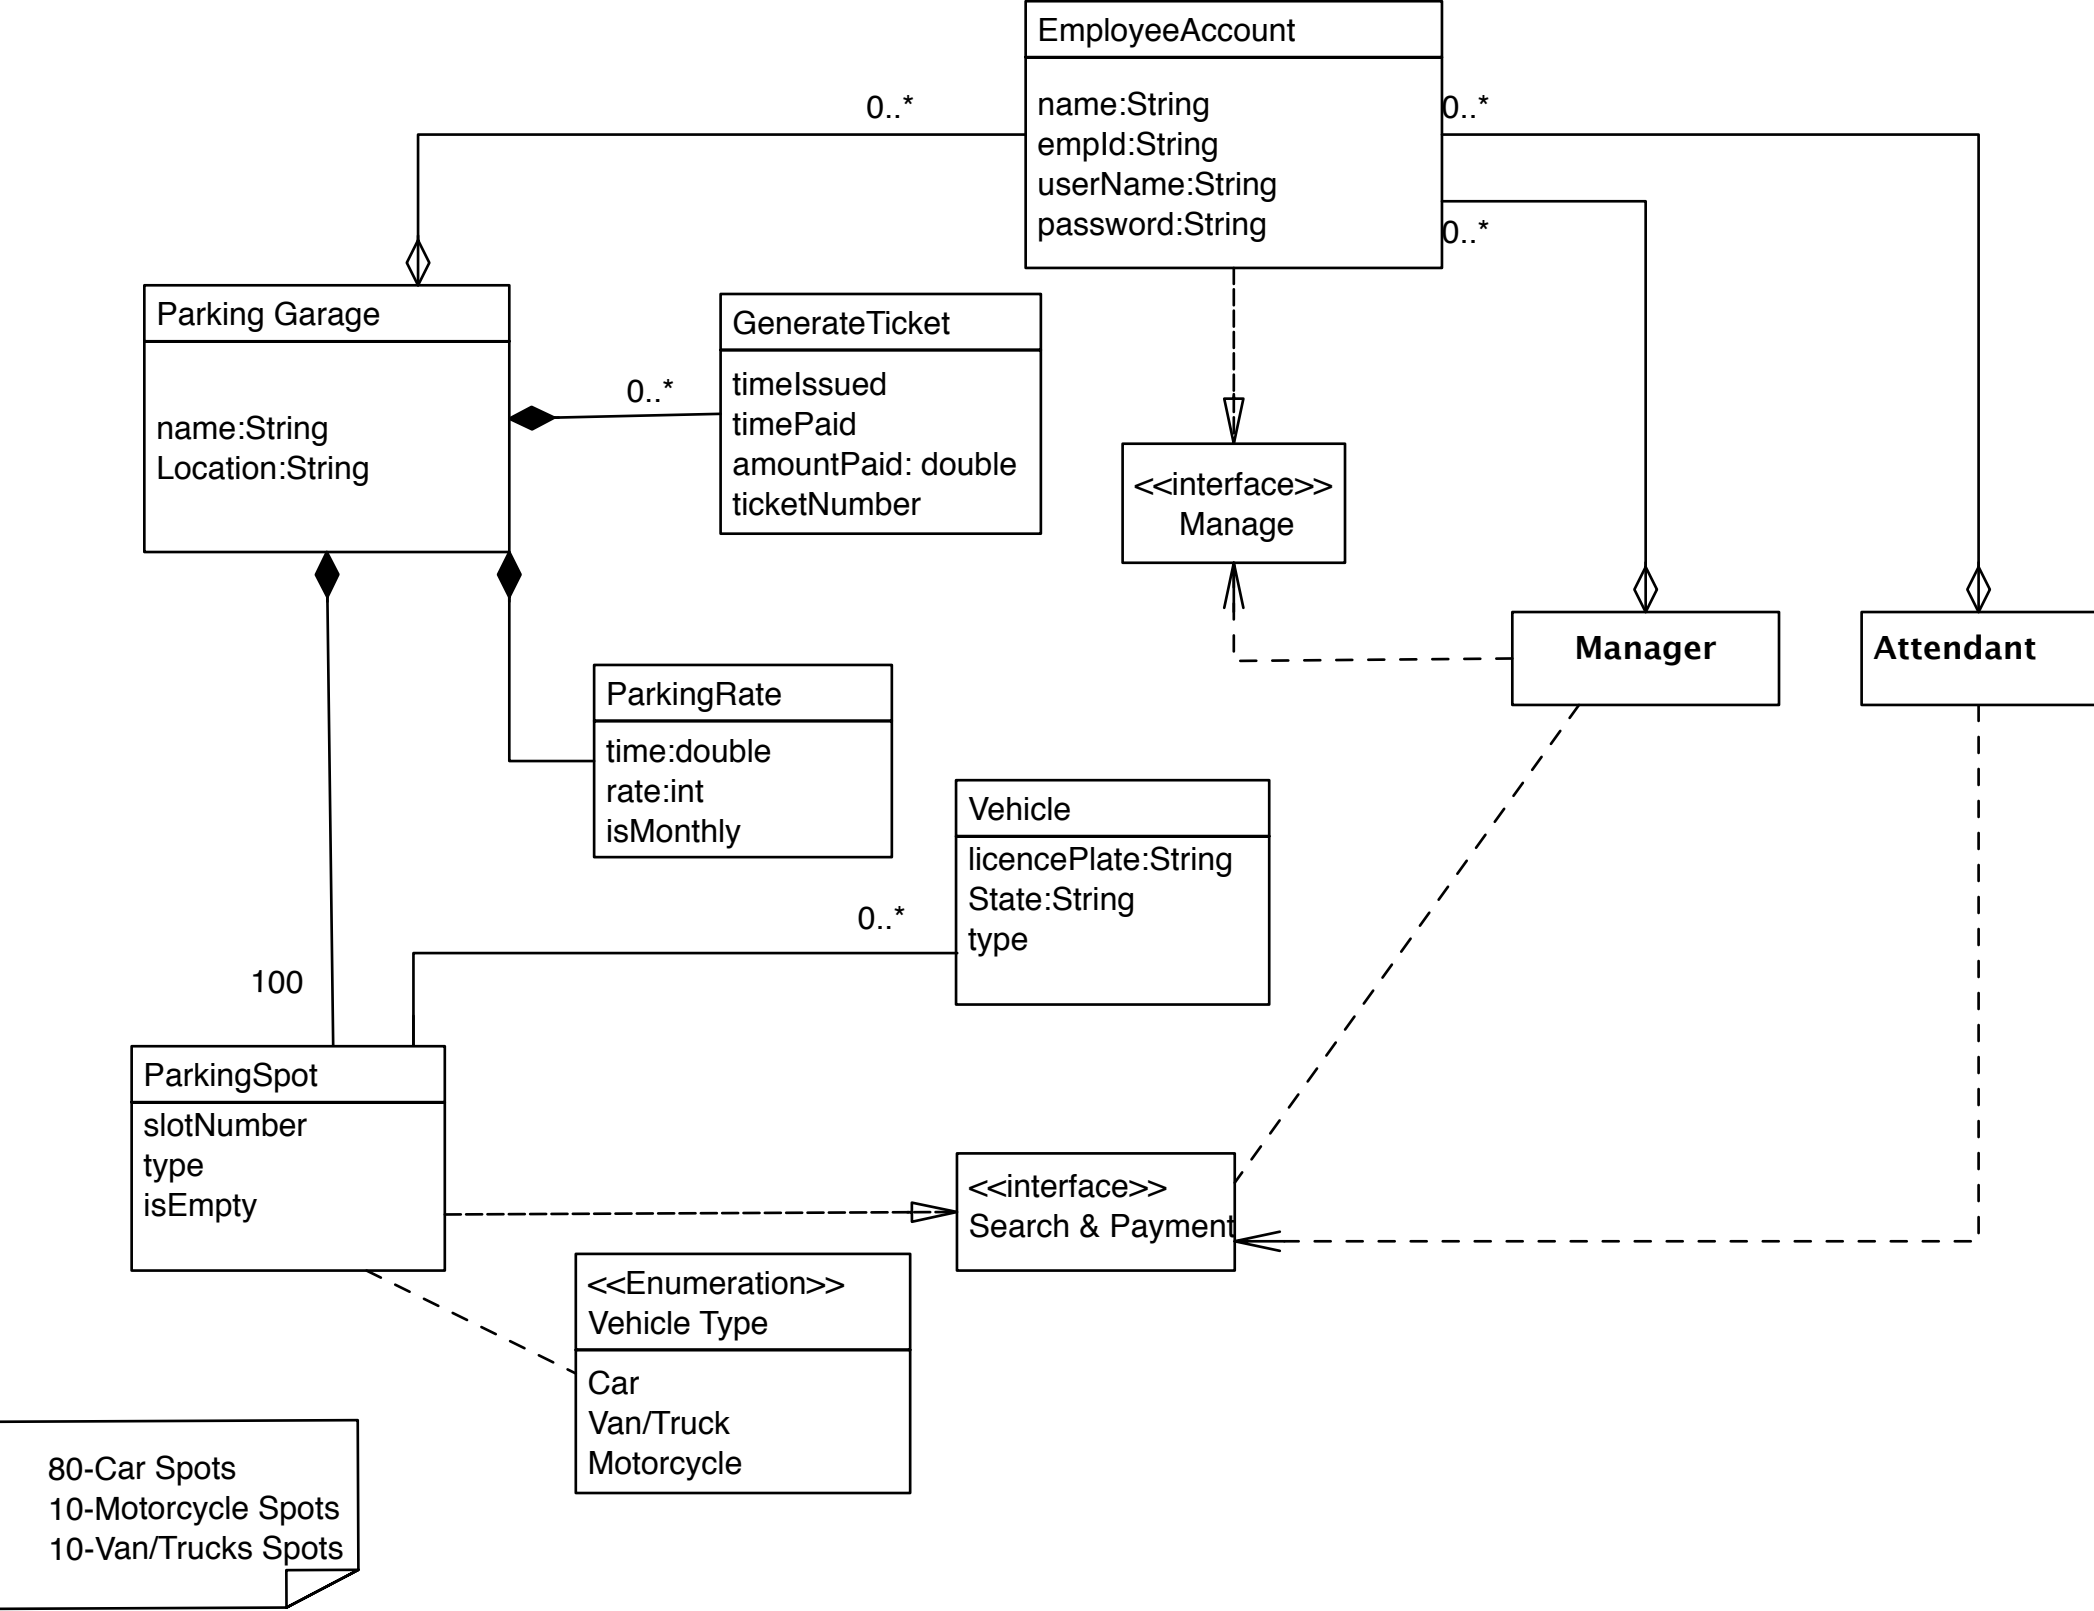 EmployeeAccount
name:String
empId:String
userName:String
password:String
0..*
0..*
0..*
Parking Garage
name:String
Location:String
GenerateTicket
timeIssued
timePaid
amountPaid: double
ticketNumber
0..*
<<interface>>
Manage
Manager
Attendant
ParkingRate
time:double
rate:int
isMonthly
Vehicle
licencePlate:String
State:String
type
0..*
100
ParkingSpot
slotNumber
type
isEmpty
<<interface>>
Search & Payment
<<Enumeration>>
Vehicle Type
Car
Van/Truck
Motorcycle
80-Car Spots
10-Motorcycle Spots
10-Van/Trucks Spots